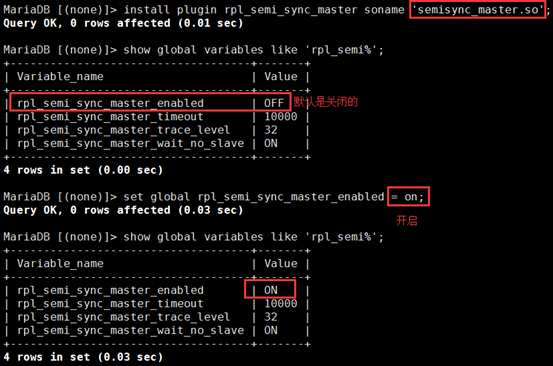 MariaDB [(none)]> install plugin rpl_semi_sync_master soname 'semisync_master.so';
Query OK, 0 rows affected (0.01 sec)
MariaDB [(none)]> show global variables like 'rpl_semi%';
+------------------------------------+-------+
| Variable_name                      | Value |
+------------------------------------+-------+
| rpl_semi_sync_master_enabled       | OFF   | 默认是关闭的
| rpl_semi_sync_master_timeout       | 10000 |
| rpl_semi_sync_master_trace_level   | 32    |
| rpl_semi_sync_master_wait_no_slave | ON    |
+------------------------------------+-------+
4 rows in set (0.00 sec)
MariaDB [(none)]> set global rpl_semi_sync_master_enabled = on;
Query OK, 0 rows affected (0.03 sec)
开启
MariaDB [(none)]> show global variables like 'rpl_semi%';
+------------------------------------+-------+
| Variable_name                      | Value |
+------------------------------------+-------+
| rpl_semi_sync_master_enabled       | ON    |
| rpl_semi_sync_master_timeout       | 10000 |
| rpl_semi_sync_master_trace_level   | 32    |
| rpl_semi_sync_master_wait_no_slave | ON    |
+------------------------------------+-------+
4 rows in set (0.03 sec)